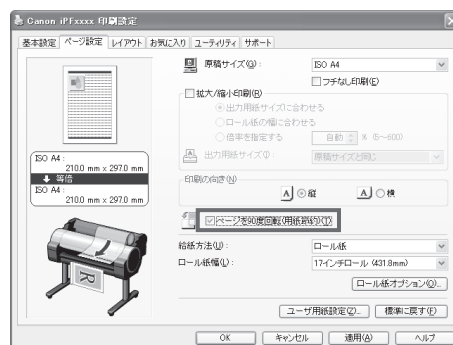 Canon iPFxxxx 印刷設定
基本設定 ページ設定 レイアウト お気に入り ユーティリティ サポート
原稿サイズ(Q): ISO A4
フチなし印刷(E)
拡大/縮小印刷(R)
出力用紙サイズに合わせる
ロール紙の幅に合わせる
倍率を指定する 自動 % (5~600)
出力用紙サイズ(J): 原稿サイズと同じ
ISO A4 :
210.0 mm x 297.0 mm
等倍
ISO A4 :
210.0 mm x 297.0 mm
印刷の向き(N)
A 縦 A 横
ページを90度回転(用紙節約)(T)
給紙方法(U): ロール紙
ロール紙幅(L): 17インチロール (431.8mm)
ロール紙オプション(O)...
ユーザ用紙設定(Z)... 標準に戻す(F)
OK キャンセル 適用(A) ヘルプ